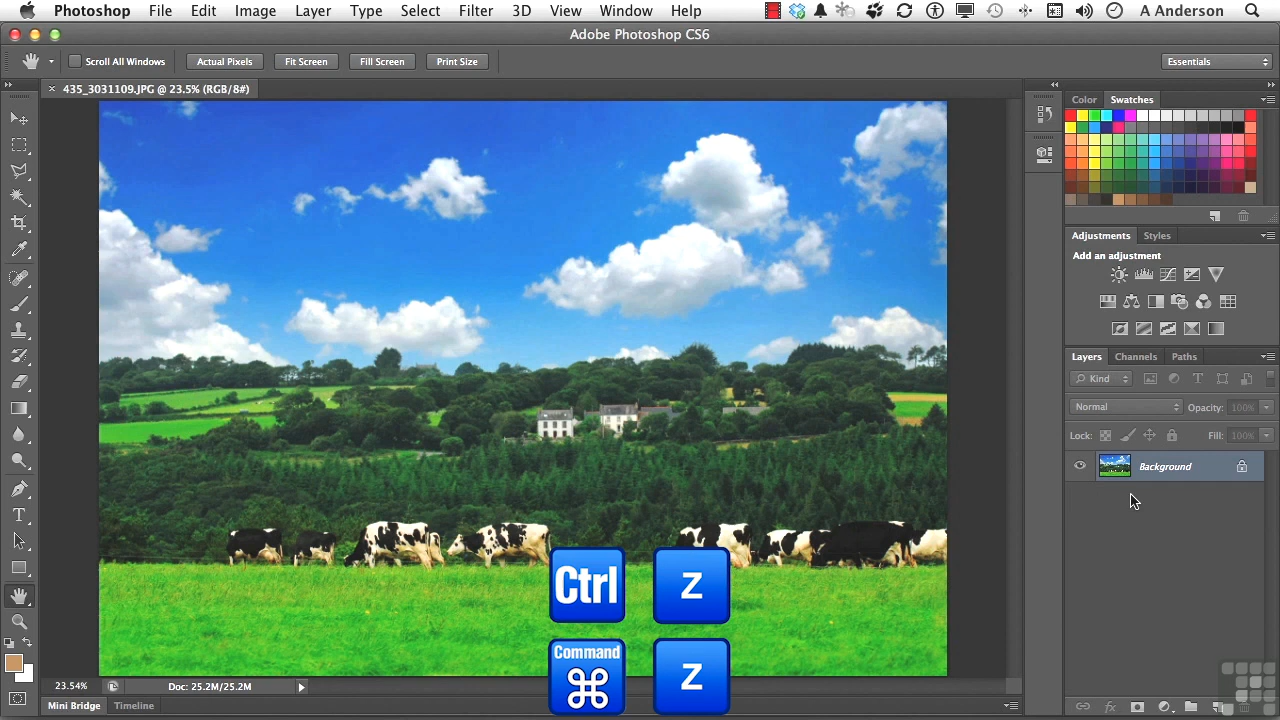 Photoshop File Edit Image Layer Type Select Filter 3D View Window Help A Anderson
Adobe Photoshop CS6
Scroll All Windows Actual Pixels Fit Screen Fill Screen Print Size Essentials
× 435_3031109.JPG @ 23.5% (RGB/8#)
Color Swatches
Adjustments Styles
Add an adjustment
Layers Channels Paths
Kind
Normal Opacity: 100%
Lock: Fill: 100%
Background
Ctrl Z
Command
⌘ Z
23.54% Doc: 25.2M/25.2M
Mini Bridge Timeline